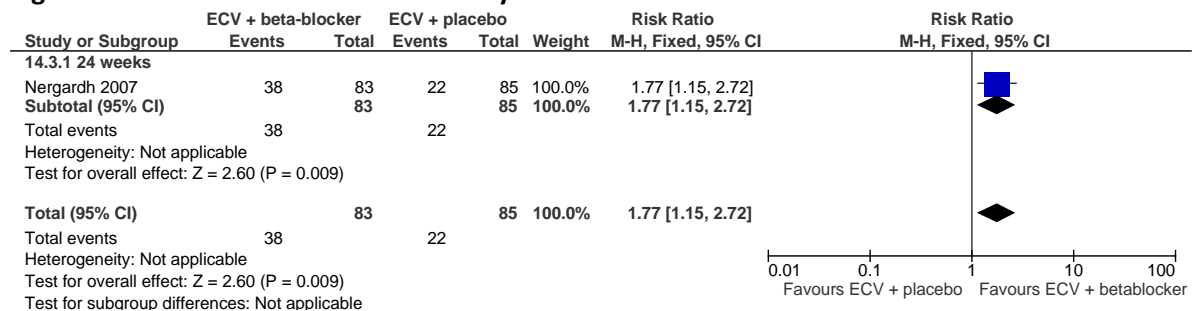 ECV + beta-blocker ECV + placebo Risk Ratio Risk Ratio
Study or Subgroup Events Total Events Total Weight M-H, Fixed, 95% CI M-H, Fixed, 95% CI
14.3.1 24 weeks
Nergardh 2007 38 83 22 85 100.0% 1.77 [1.15, 2.72]
Subtotal (95% CI) 83 85 100.0% 1.77 [1.15, 2.72]
Total events 38 22
Heterogeneity: Not applicable
Test for overall effect: Z = 2.60 (P = 0.009)
Total (95% CI) 83 85 100.0% 1.77 [1.15, 2.72]
Total events 38 22
Heterogeneity: Not applicable
Test for overall effect: Z = 2.60 (P = 0.009)
Test for subgroup differences: Not applicable
0.01 0.1 1 10 100
Favours ECV + placebo Favours ECV + betablocker